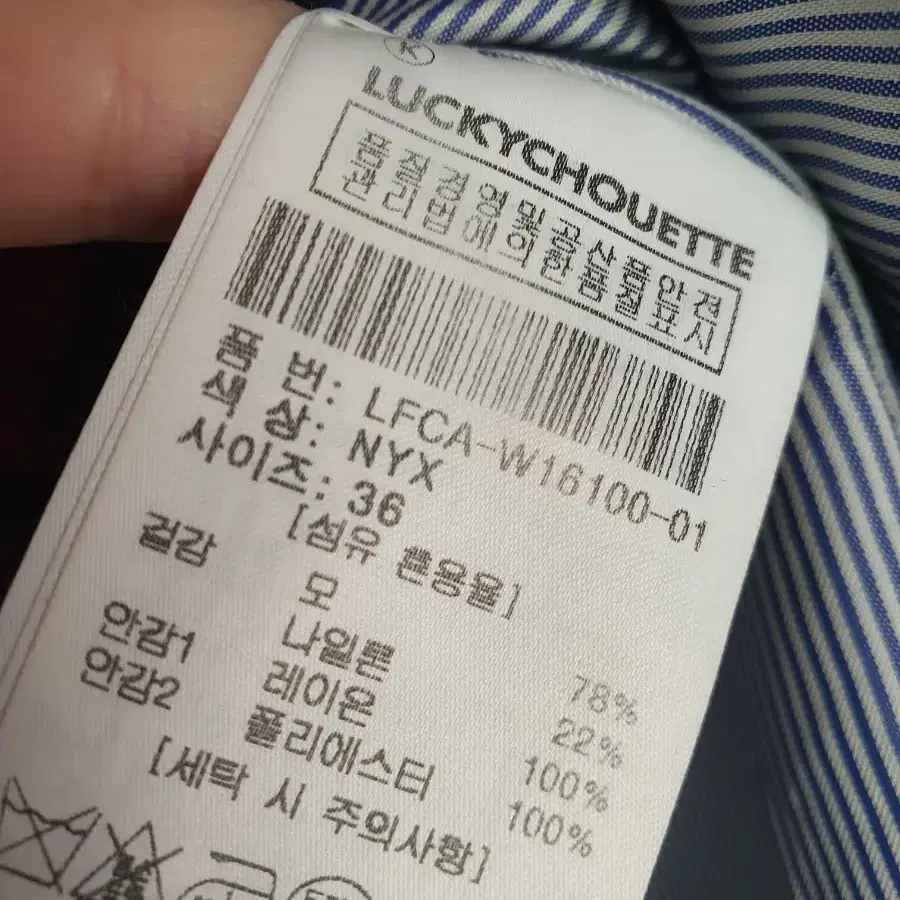 K
LUCKYCHOUETTE
품질경영및공산품안전
관리법에의한품질표시
품 번: LFCA-W16100-01
색 상: NYX
사이즈: 36
[섬유 혼용율]
겉감 모 78%
나일론 22%
안감1 레이온 100%
안감2 폴리에스터 100%
[세탁 시 주의사항]